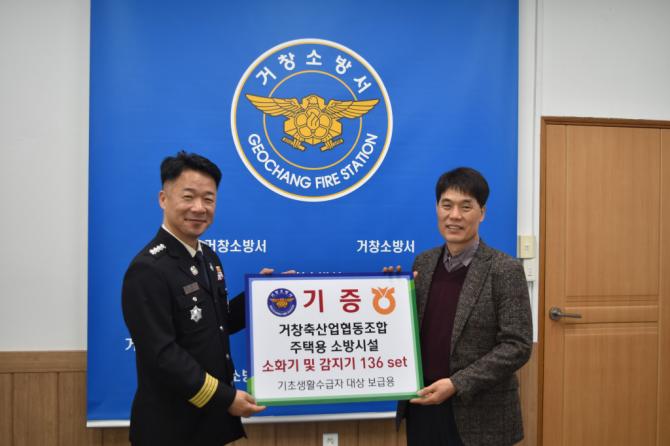 거창소방서
GEOCHANG FIRE STATION
거창소방서
거창소방서
기 증
거창축산업협동조합
주택용 소방시설
소화기 및 감지기 136 set
기초생활수급자 대상 보급용